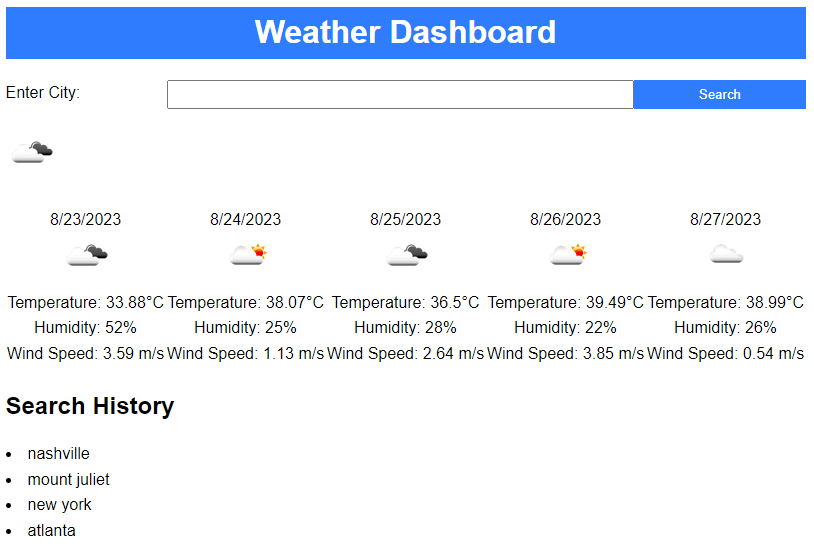 Weather Dashboard
Enter City:
Search
8/23/2023 8/24/2023 8/25/2023 8/26/2023 8/27/2023
Temperature: 33.88°C Temperature: 38.07°C Temperature: 36.5°C Temperature: 39.49°C Temperature: 38.99°C
Humidity: 52% Humidity: 25% Humidity: 28% Humidity: 22% Humidity: 26%
Wind Speed: 3.59 m/s Wind Speed: 1.13 m/s Wind Speed: 2.64 m/s Wind Speed: 3.85 m/s Wind Speed: 0.54 m/s
Search History
• nashville
• mount juliet
• new york
• atlanta